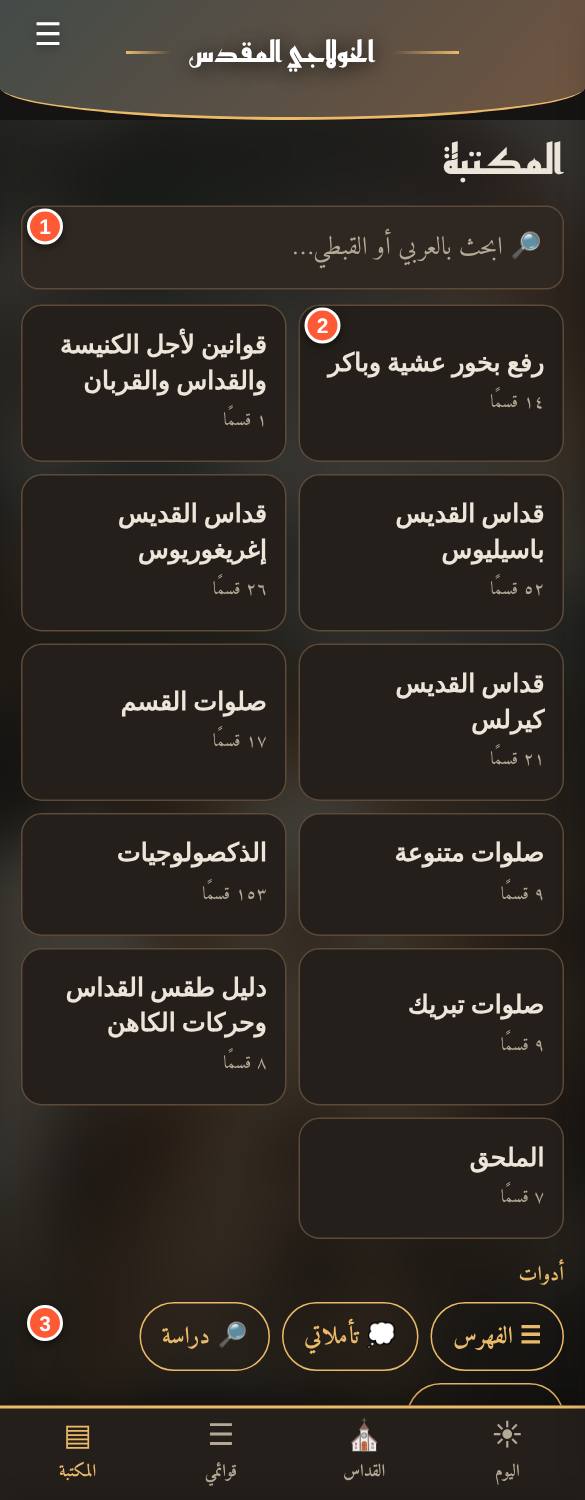 ☰
الخولاجي المقدس
المكتبة
1
🔎 ابحث بالعربي أو القبطي...
2
رفع بخور عشية وباكر
١٤ قسمًا
قوانين لأجل الكنيسة
والقداس والقربان
١ قسمًا
قداس القديس
باسيليوس
٥٢ قسمًا
قداس القديس
إغريغوريوس
٢٦ قسمًا
قداس القديس
كيرلس
٢١ قسمًا
صلوات القسم
١٧ قسمًا
صلوات متنوعة
٩ قسمًا
الذكصولوجيات
١٥٣ قسمًا
صلوات تبريك
٩ قسمًا
دليل طقس القداس
وحركات الكاهن
٨ قسمًا
الملحق
٧ قسمًا
أدوات
☰ الفهرس
💭 تأملاتي
🔎 دراسة
3
اليوم
القداس
قوائمي
المكتبة